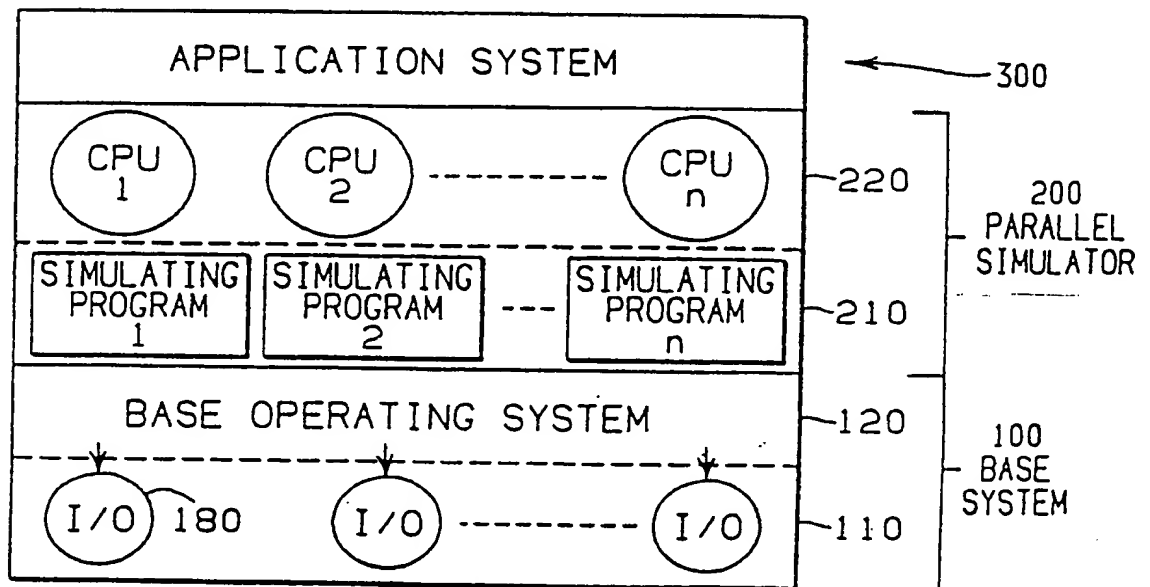 APPLICATION SYSTEM
300
CPU
1
CPU
2
CPU
n
220
200
PARALLEL
SIMULATOR
SIMULATING
PROGRAM
1
SIMULATING
PROGRAM
2
SIMULATING
PROGRAM
n
210
BASE OPERATING SYSTEM
120
100
BASE
SYSTEM
I/O
180
I/O
I/O
110